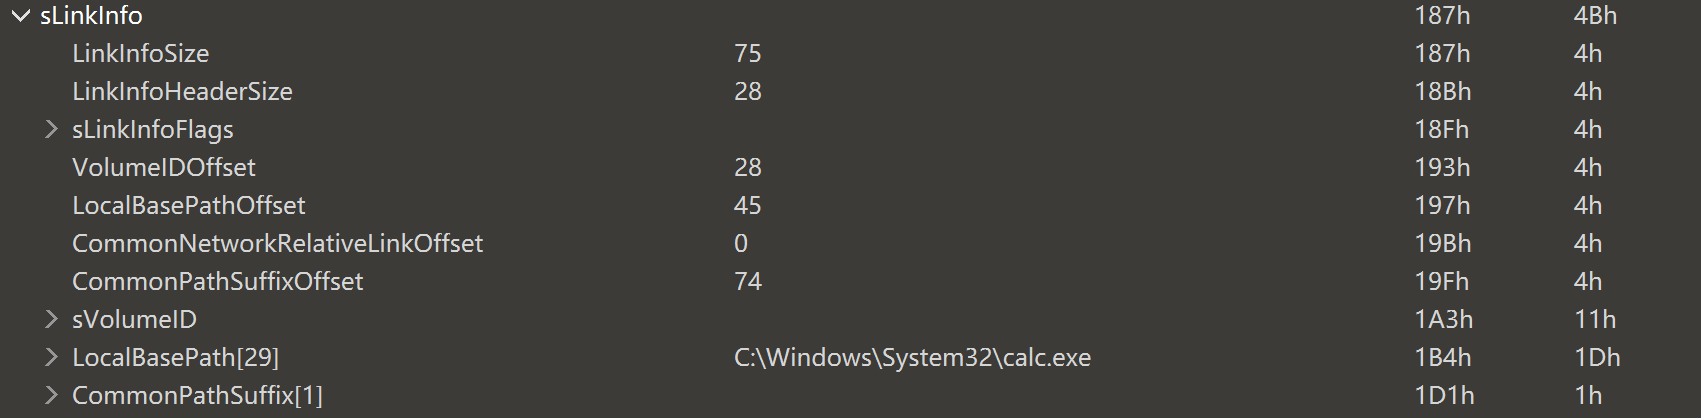 sLinkInfo 187h 4Bh
LinkInfoSize 75 187h 4h
LinkInfoHeaderSize 28 18Bh 4h
sLinkInfoFlags 18Fh 4h
VolumeIDOffset 28 193h 4h
LocalBasePathOffset 45 197h 4h
CommonNetworkRelativeLinkOffset 0 19Bh 4h
CommonPathSuffixOffset 74 19Fh 4h
sVolumeID 1A3h 11h
LocalBasePath[29] C:\Windows\System32\calc.exe 1B4h 1Dh
CommonPathSuffix[1] 1D1h 1h